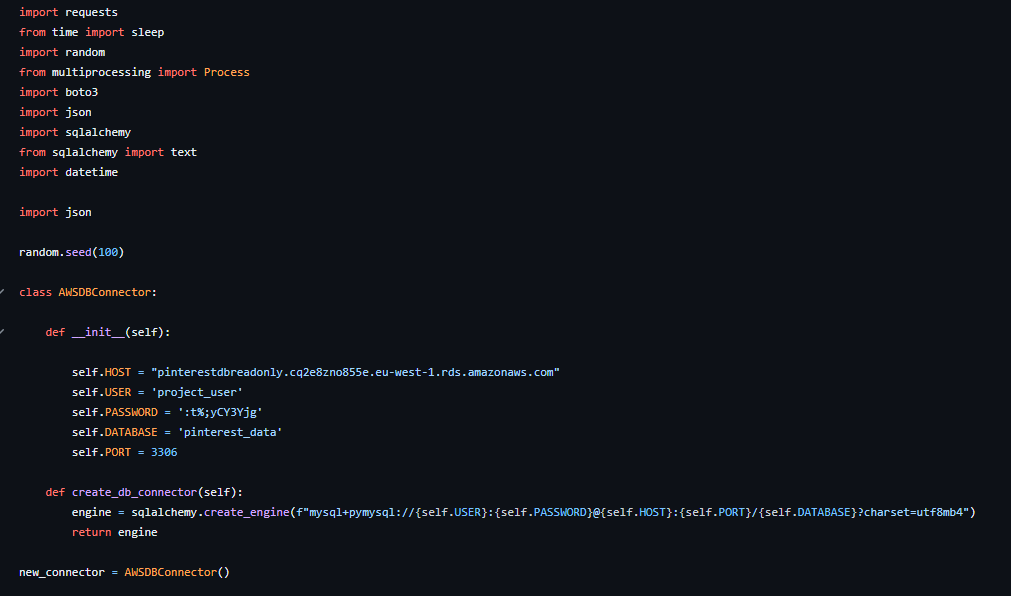 import requests
from time import sleep
import random
from multiprocessing import Process
import boto3
import json
import sqlalchemy
from sqlalchemy import text
import datetime
import json
random.seed(100)
class AWSDBConnector:
def __init__(self):
self.HOST = "pinterestdbreadonly.cq2e8zno855e.eu-west-1.rds.amazonaws.com"
self.USER = 'project_user'
self.PASSWORD = ':t%;yCY3Yjg'
self.DATABASE = 'pinterest_data'
self.PORT = 3306
def create_db_connector(self):
engine = sqlalchemy.create_engine(f"mysql+pymysql://{self.USER}:{self.PASSWORD}@{self.HOST}:{self.PORT}/{self.DATABASE}?charset=utf8mb4")
return engine
new_connector = AWSDBConnector()